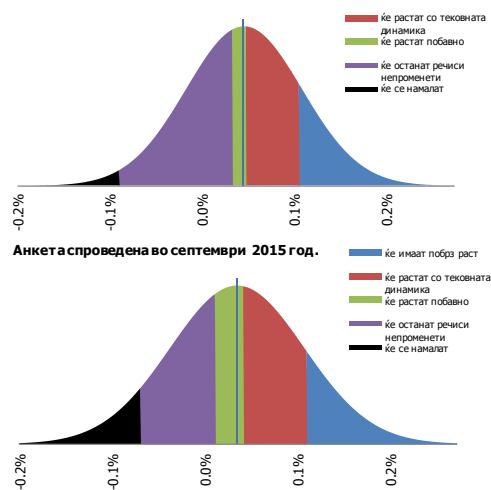 ќе растат со тековната
динамика
ќе растат побавно
ќе останат речиси
непроменети
ќе се намалат
-0.2%
-0.1%
0.0%
0.1%
0.2%
Анкета спроведена во септември 2015 год.
ќе имаат побрз раст
ќе растат со тековната
динамика
ќе растат побавно
ќе останат речиси
непроменети
ќе се намалат
-0.2%
-0.1%
0.0%
0.1%
0.2%